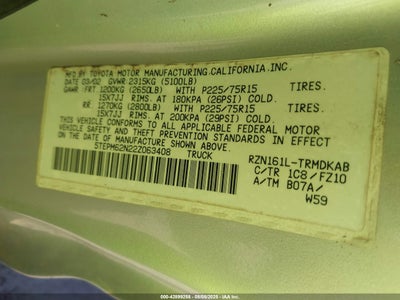 MFD. BY:
TOYOTA MOTOR MANUFACTURING, CALIFORNIA, INC.
DATE: 03/02 GVWR 2315KG (5100LB)
GAWR: FRT 1200KG (2650LB) WITH P225/75R15 TIRES.
15X7JJ RIMS. AT 180KPA (26PSI) COLD.
RR 1270KG (2800LB) WITH P225/75R15 TIRES.
15X7JJ RIMS. AT 200KPA (29PSI) COLD.
THIS VEHICLE CONFORMS TO ALL APPLICABLE FEDERAL
MOTOR VEHICLE SAFETY, BUMPER, AND THEFT PREVENTION STANDARDS IN EFFECT ON
THE DATE OF MANUFACTURE SHOWN ABOVE.
5TEPM62N22Z063408 TRUCK
RZN161L-TRMDKAB
C/TR 1C8/FZ10
A/TM B07A/
W59